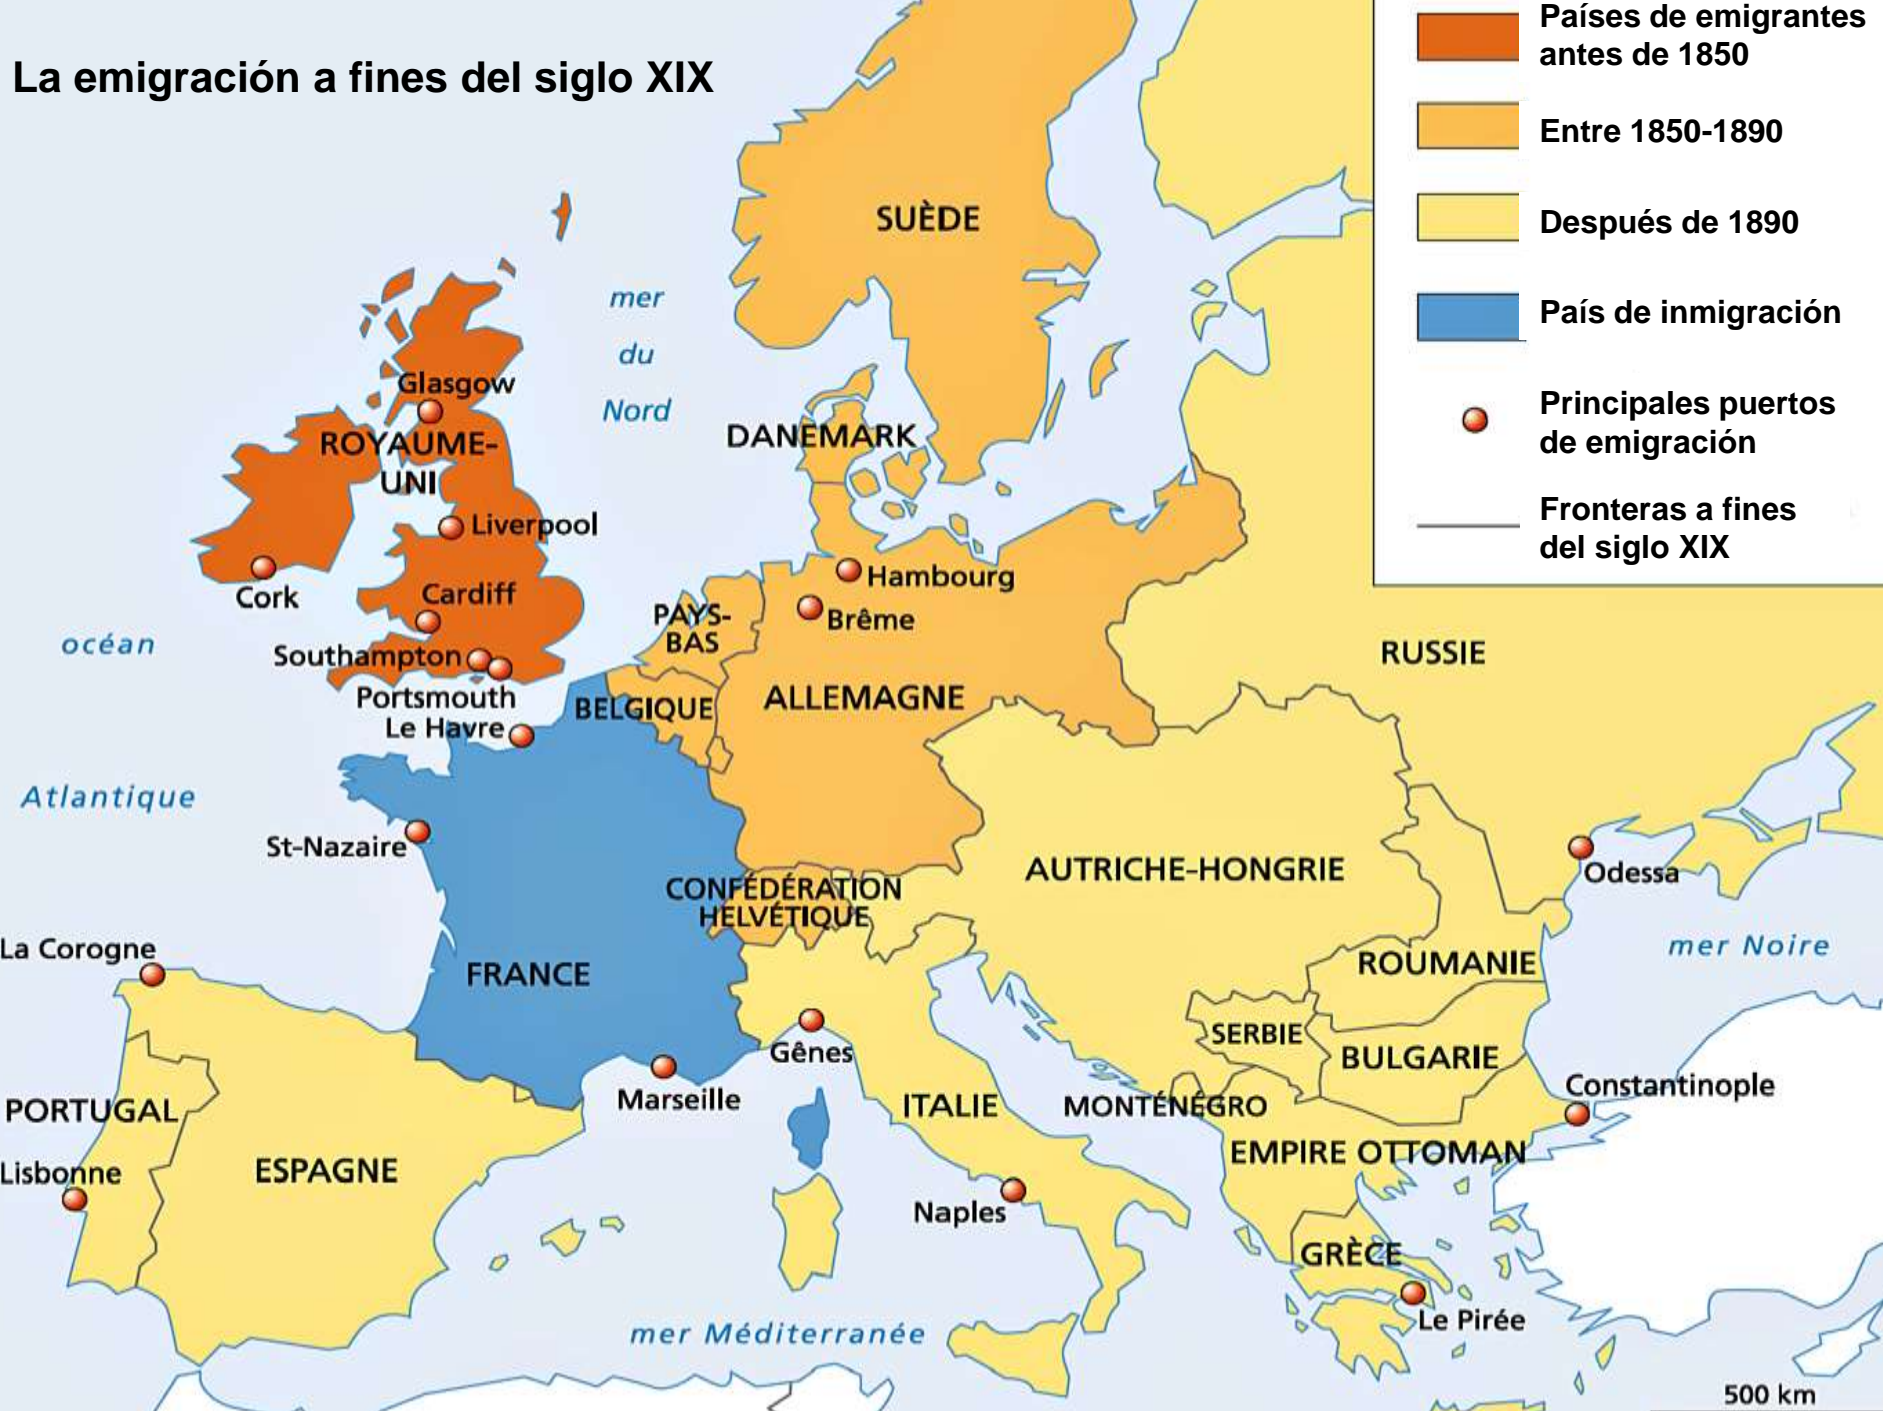 La emigración a fines del siglo XIX
Países de emigrantes
antes de 1850
Entre 1850-1890
Después de 1890
País de inmigración
Principales puertos
de emigración
Fronteras a fines
del siglo XIX
SUÈDE
mer
du
Nord
Glasgow
ROYAUME-
UNI
DANEMARK
Liverpool
Cork
Cardiff
Hambourg
Brême
PAYS-
BAS
océan
Southampton
Portsmouth
Le Havre
BELGIQUE
ALLEMAGNE
RUSSIE
Atlantique
St-Nazaire
AUTRICHE-HONGRIE
Odessa
CONFÉDÉRATION
HELVÉTIQUE
La Corogne
FRANCE
ROUMANIE
mer Noire
SERBIE
BULGARIE
Gênes
Marseille
Constantinople
PORTUGAL
ITALIE
MONTÉNÉGRO
EMPIRE OTTOMAN
Lisbonne
ESPAGNE
Naples
GRÈCE
Le Pirée
mer Méditerranée
500 km